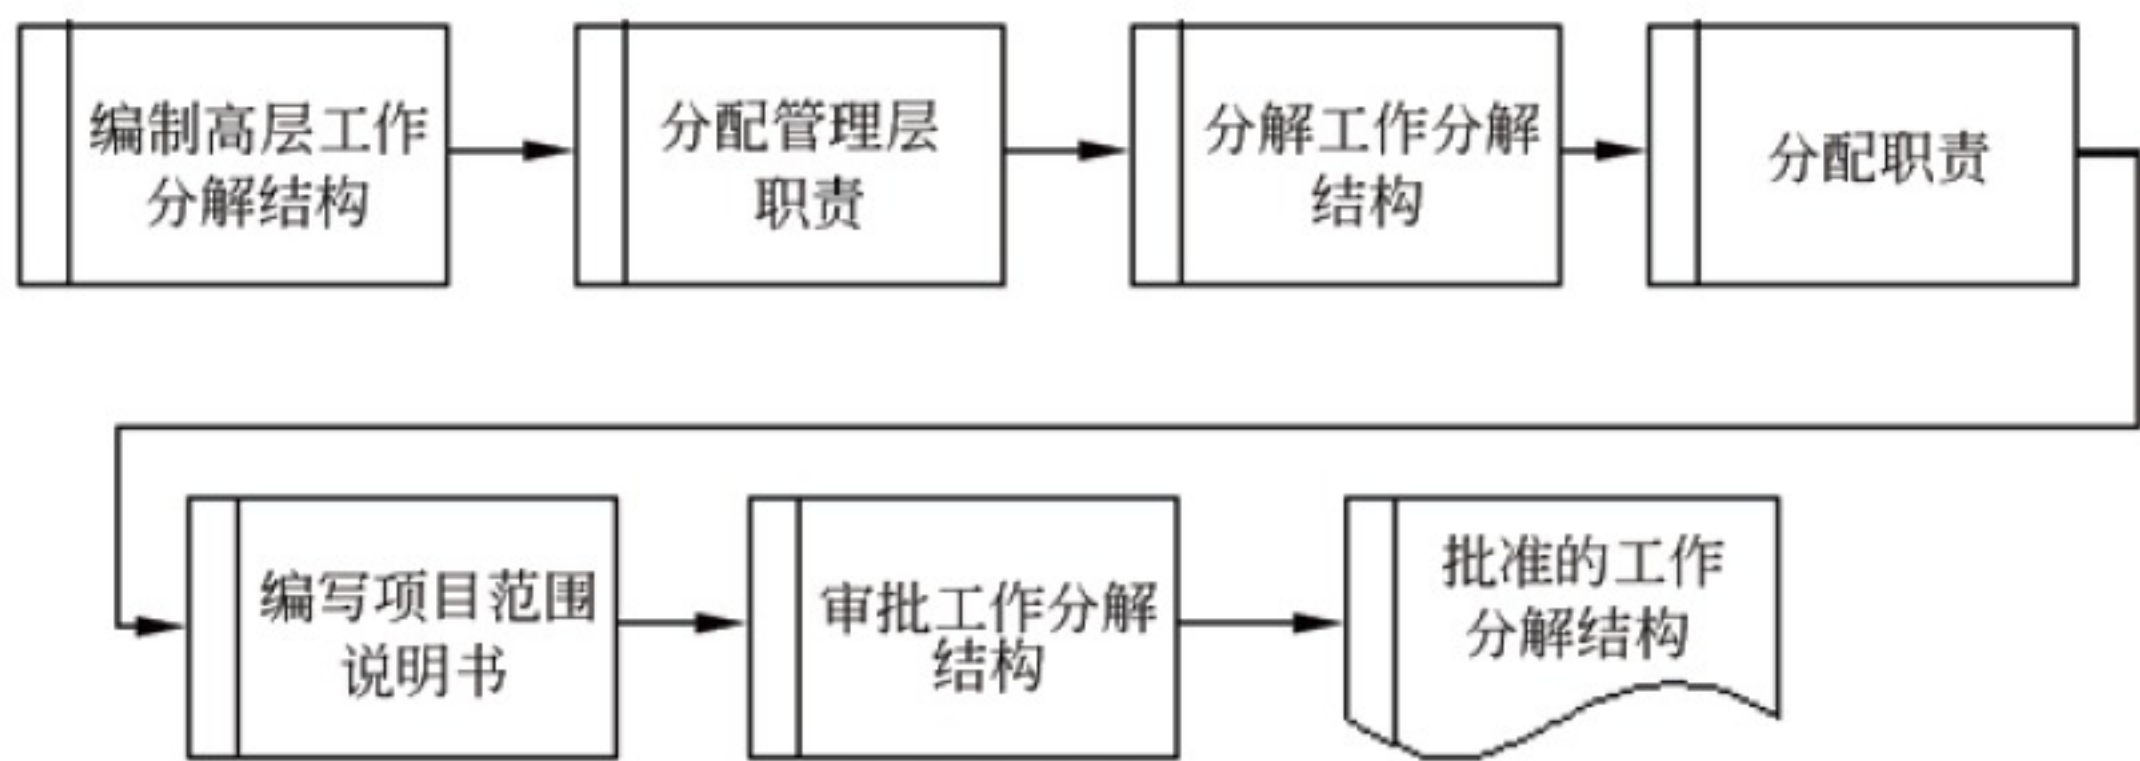 编制高层工作
分解结构
分配管理层
职责
分解工作分解
结构
分配职责
编写项目范围
说明书
审批工作分解
结构
批准的工作
分解结构